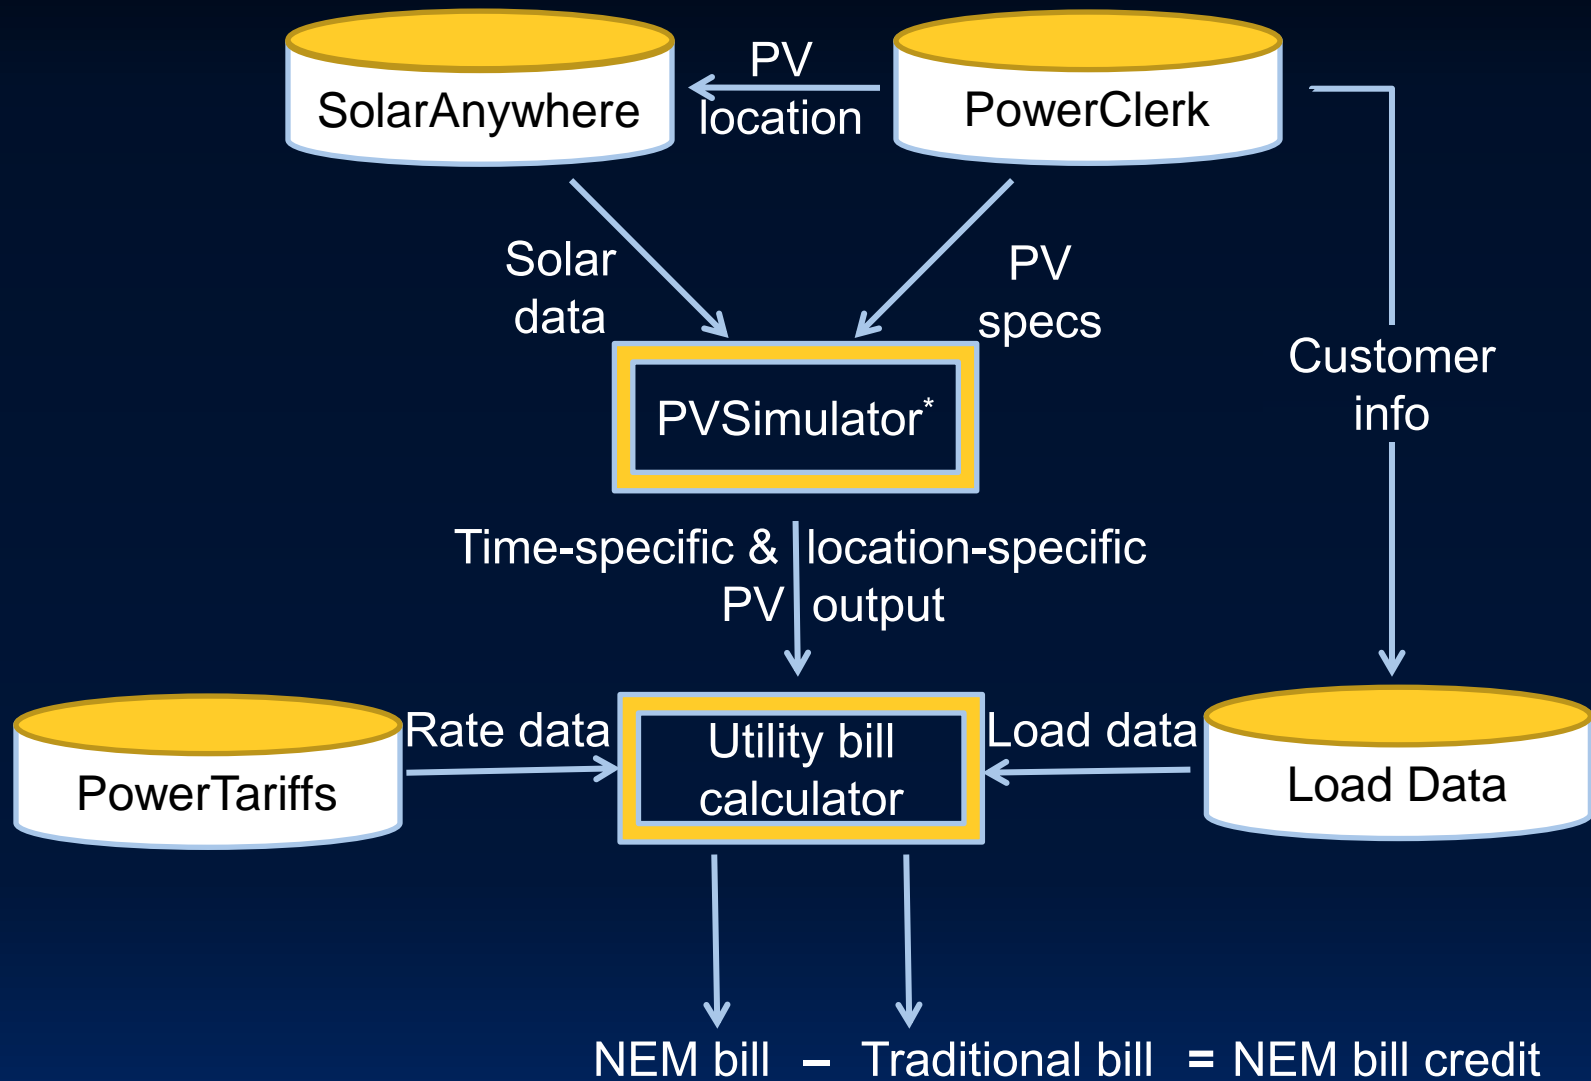 SolarAnywhere
PV
location
PowerClerk
Solar
data
PV
specs
Customer
info
PVSimulator*
Time-specific & location-specific
PV output
PowerTariffs
Rate data
Utility bill
calculator
Load data
Load Data
NEM bill – Traditional bill = NEM bill credit